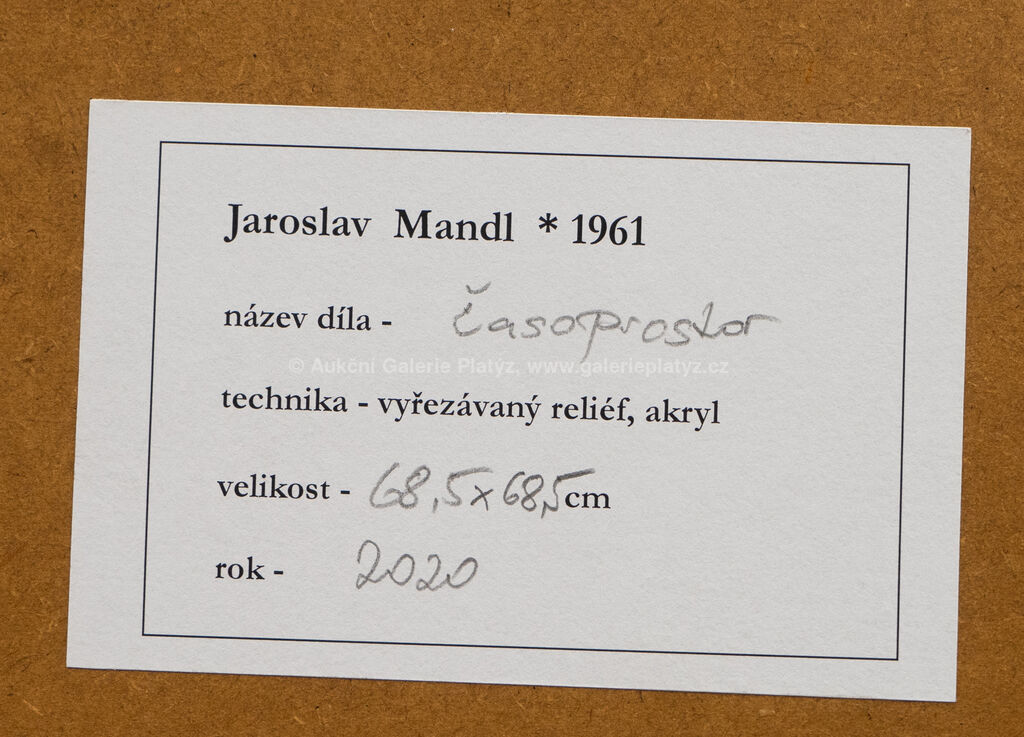 Jaroslav Mandl * 1961
název díla - časoprostor
© Aukční Galerie Platýz, www.galerieplatyz.cz
technika - vyřezávaný reliéf, akryl
velikost - 68,5x68,5cm
rok - 2020